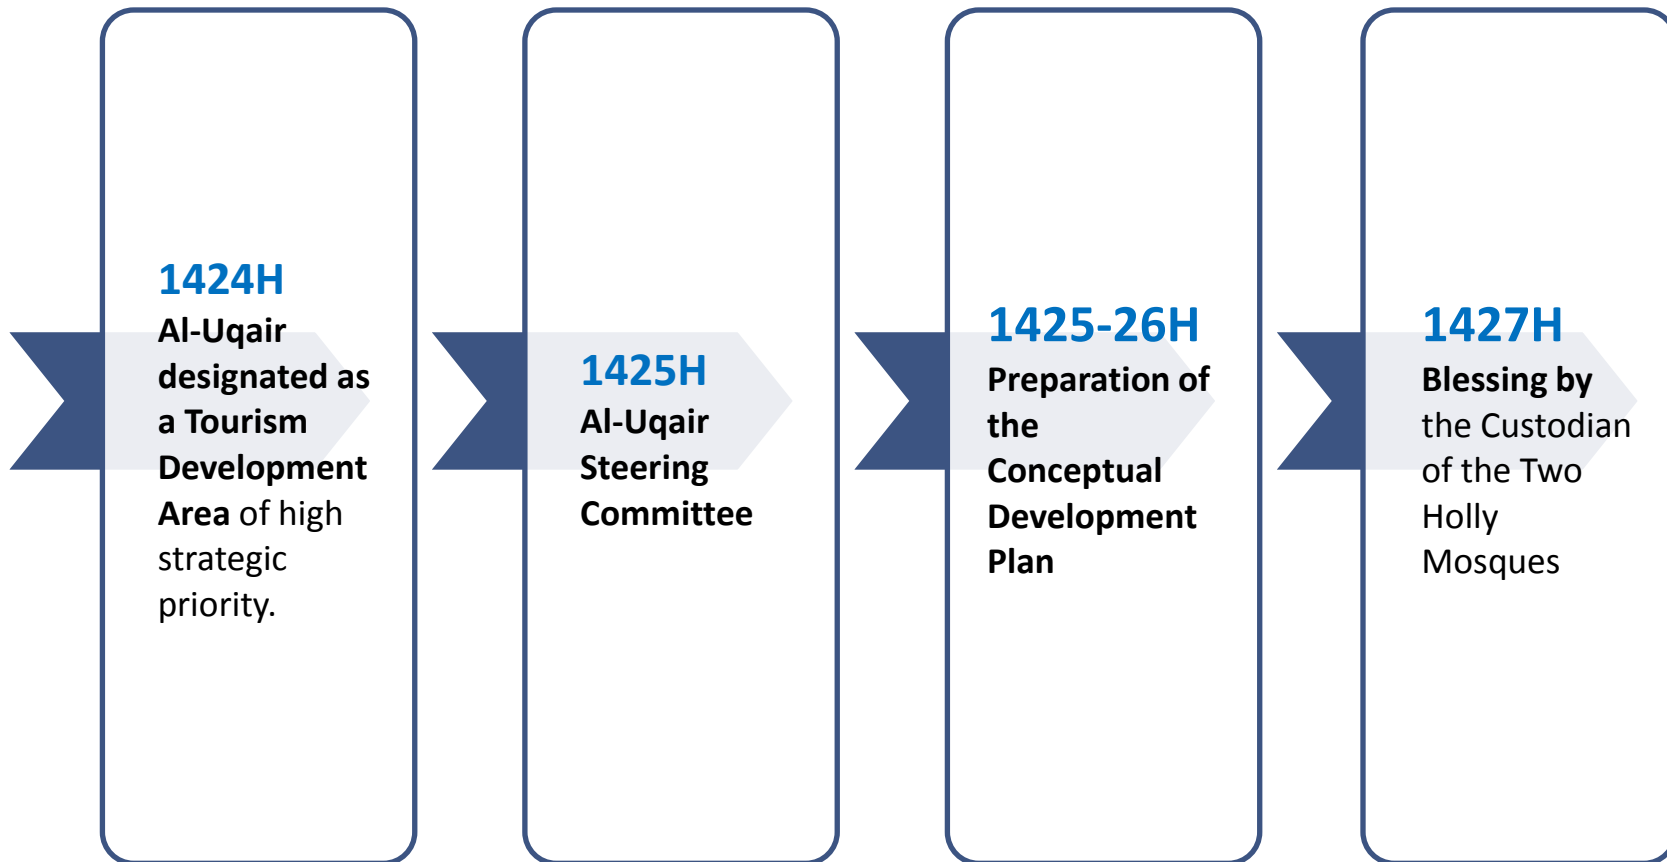 1424H
Al-Uqair
designated as
a Tourism
Development
Area of high
strategic
priority.
1425H
Al-Uqair
Steering
Committee
1425-26H
Preparation of
the
Conceptual
Development
Plan
1427H
Blessing by
the Custodian
of the Two
Holly
Mosques